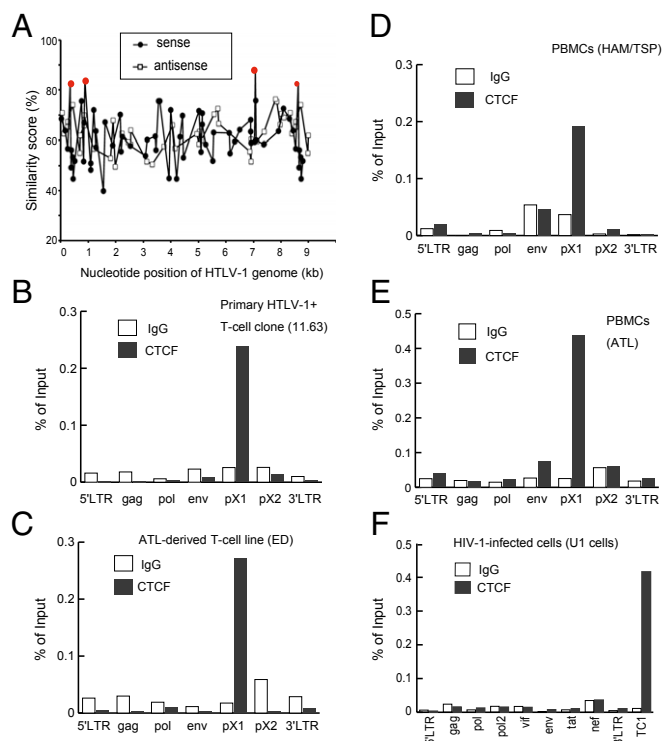 A
sense
antisense
100
80
60
40
20
Similarity score (%)
0 1 2 3 4 5 6 7 8 9
Nucleotide position of HTLV-1 genome (kb)
B
Primary HTLV-1+
T-cell clone (11.63)
IgG
CTCF
0.3
0.2
0.1
0
% of Input
5'LTR gag pol env pX1 pX2 3'LTR
C
ATL-derived T-cell line (ED)
IgG
CTCF
0.3
0.2
0.1
0
% of Input
5'LTR gag pol env pX1 pX2 3'LTR
D
PBMCs (HAM/TSP)
IgG
CTCF
0.3
0.2
0.1
0
% of Input
5'LTR gag pol env pX1 pX2 3'LTR
E
PBMCs
(ATL)
IgG
CTCF
0.5
0.4
0.3
0.2
0.1
0
% of Input
5'LTR gag pol env pX1 pX2 3'LTR
F
HIV-1-infected cells (U1 cells)
IgG
CTCF
0.5
0.4
0.3
0.2
0.1
0
% of Input
5'LTR gag pol pol2 vif env tat nef 3'LTR TC1